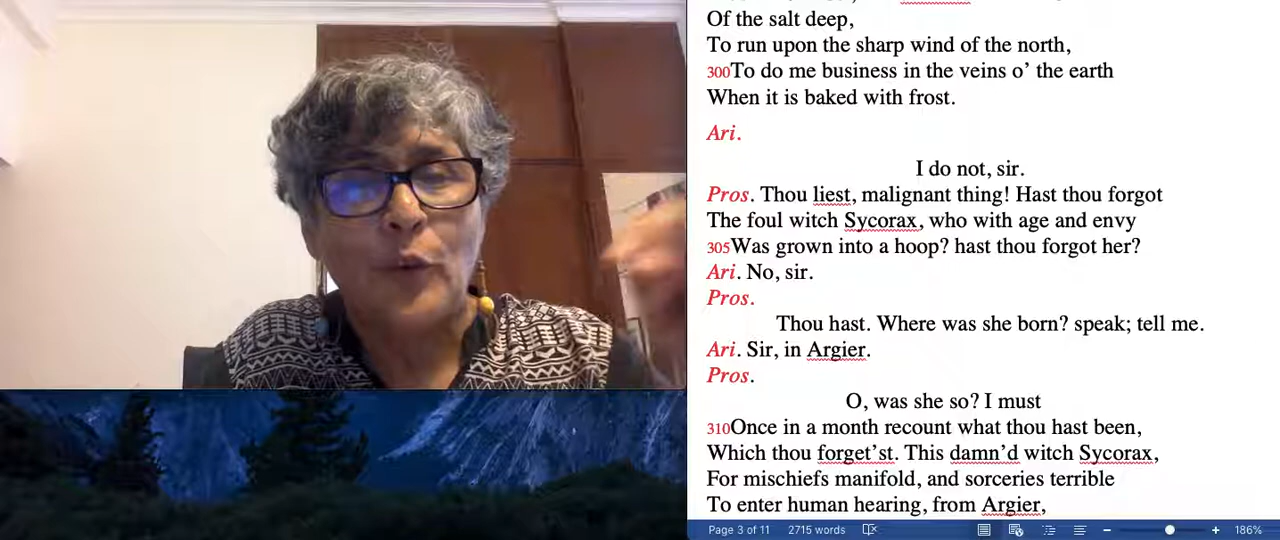 Of the salt deep,
To run upon the sharp wind of the north,
300To do me business in the veins o’ the earth
When it is baked with frost.
Ari.
I do not, sir.
Pros. Thou liest, malignant thing! Hast thou forgot
The foul witch Sycorax, who with age and envy
305Was grown into a hoop? hast thou forgot her?
Ari. No, sir.
Pros.
Thou hast. Where was she born? speak; tell me.
Ari. Sir, in Argier.
Pros.
O, was she so? I must
310Once in a month recount what thou hast been,
Which thou forget’st. This damn’d witch Sycorax,
For mischiefs manifold, and sorceries terrible
To enter human hearing, from Argier,
Page 3 of 11 2715 words 186%